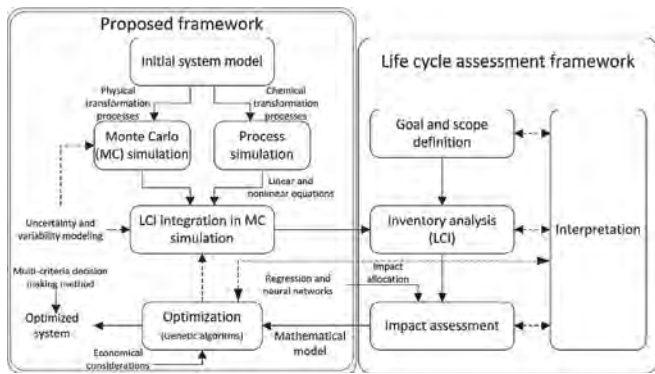 Proposed framework
Initial system model
Life cycle assessment framework
Physical
transformation
processes
Chemical
transformation
processes
Monte Carlo
(MC) simulation
Process
simulation
Goal and scope
definition
Linear and
nonlinear equations
Uncertainty and
variability modeling
LCI integration in MC
simulation
Inventory analysis
(LCI)
Interpretation
Multi-criteria decision
making method
Regression and
neural networks
Impact
allocation
Optimized
system
Optimization
(Genetic algorithms)
Mathematical
model
Impact assessment
Economical
considerations